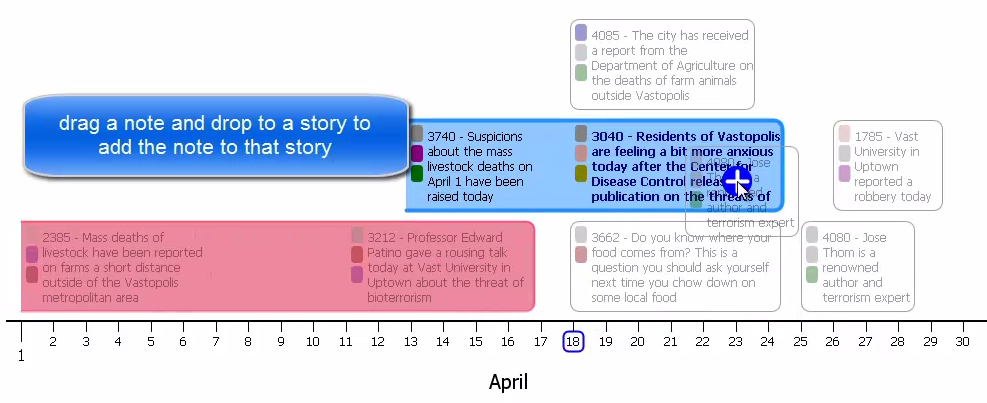 4085 - The city has received
a report from the
Department of Agriculture on
the deaths of farm animals
outside Vastopolis
drag a note and drop to a story to
add the note to that story
3740 - Suspicions
about the mass
livestock deaths on
April 1 have been
raised today
3040 - Residents of Vastopolis
are feeling a bit more anxious
today after the Center for
Disease Control
publication on the threats of
4080 - Jose
Thom is a
author and
terrorism expert
1785 - Vast
University in
Uptown
reported a
robbery today
2385 - Mass deaths of
livestock have been reported
on farms a short distance
outside of the Vastopolis
metropolitan area
3212 - Professor Edward
Patino gave a rousing talk
today at Vast University in
Uptown about the threat of
bioterrorism
3662 - Do you know where your
food comes from? This is a
question you should ask yourself
next time you chow down on
some local food
4080 - Jose
Thom is a
renowned
author and
terrorism expert
1 2 3 4 5 6 7 8 9 10 11 12 13 14 15 16 17 18 19 20 21 22 23 24 25 26 27 28 29 30
April